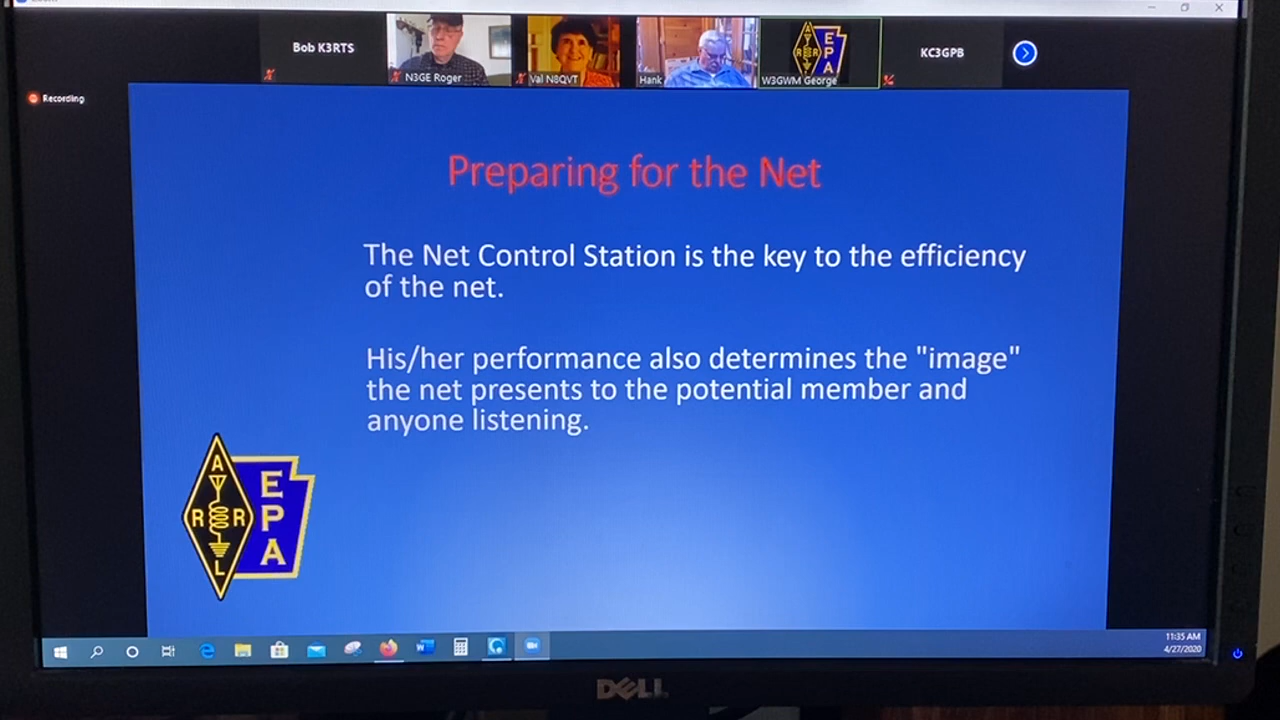 Bob K3RTS
N3GE Roger
Val N8QVT
Hank
A
R R
L
E
P
A
W3GWM George
KC3GPB
Recording
Preparing for the Net
The Net Control Station is the key to the efficiency
of the net.
His/her performance also determines the "image"
the net presents to the potential member and
anyone listening.
A
R R
L
E
P
A
11:35 AM
4/27/2020
DELL